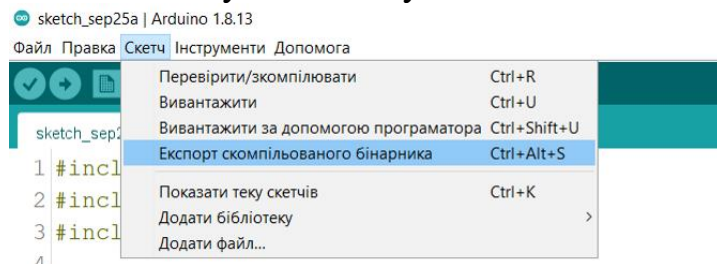 sketch_sep25a | Arduino 1.8.13
Файл Правка Скетч Інструменти Допомога
Перевірити/зкомпілювати Ctrl+R
Вивантажити Ctrl+U
Вивантажити за допомогою програматора Ctrl+Shift+U
sketch_sep2
Експорт скомпільованого бінарника Ctrl+Alt+S
1 #incl
2 #incl
Показати теку скетчів Ctrl+K
Додати бібліотеку >
3 #incl
Додати файл...
4